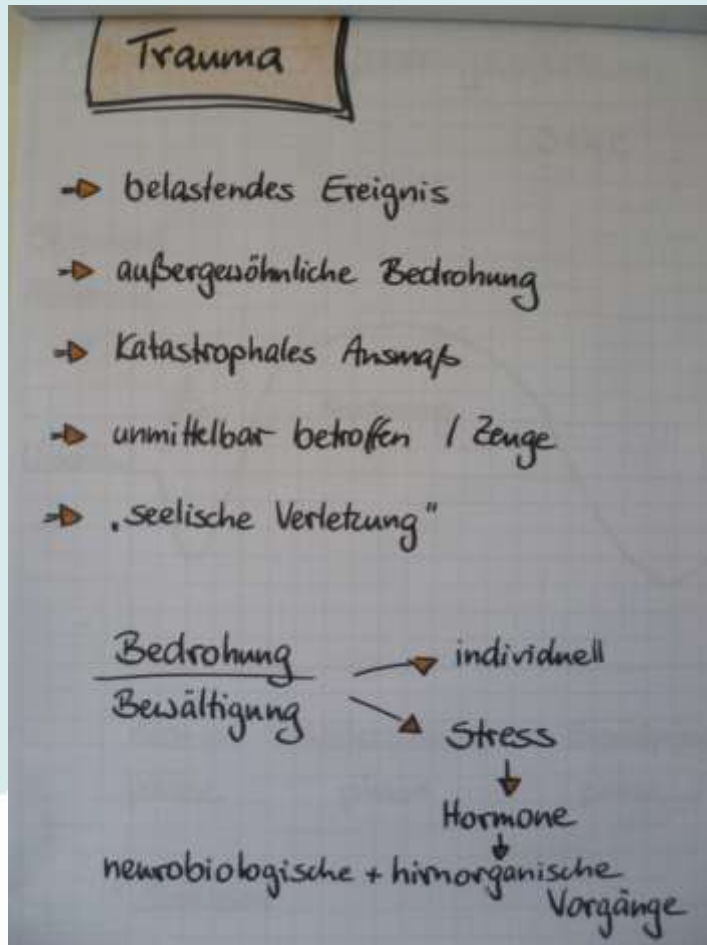 Trauma
belastendes Ereignis
außergewöhnliche Bedrohung
Katastrophales Ausmaß
unmittelbar betroffen / Zeuge
„seelische Verletzung"
Bedrohung
individuell
Bewältigung
Stress
Hormone
neurobiologische + hirnorganische
Vorgänge